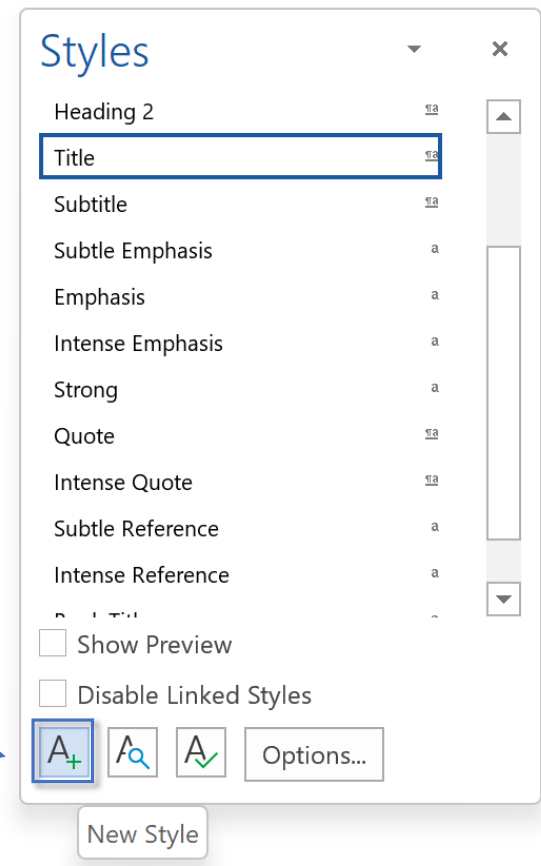 Styles
Heading 2 ¶a
Title ¶a
Subtitle ¶a
Subtle Emphasis a
Emphasis a
Intense Emphasis a
Strong a
Quote ¶a
Intense Quote ¶a
Subtle Reference a
Intense Reference a
Show Preview
Disable Linked Styles
Options...
New Style